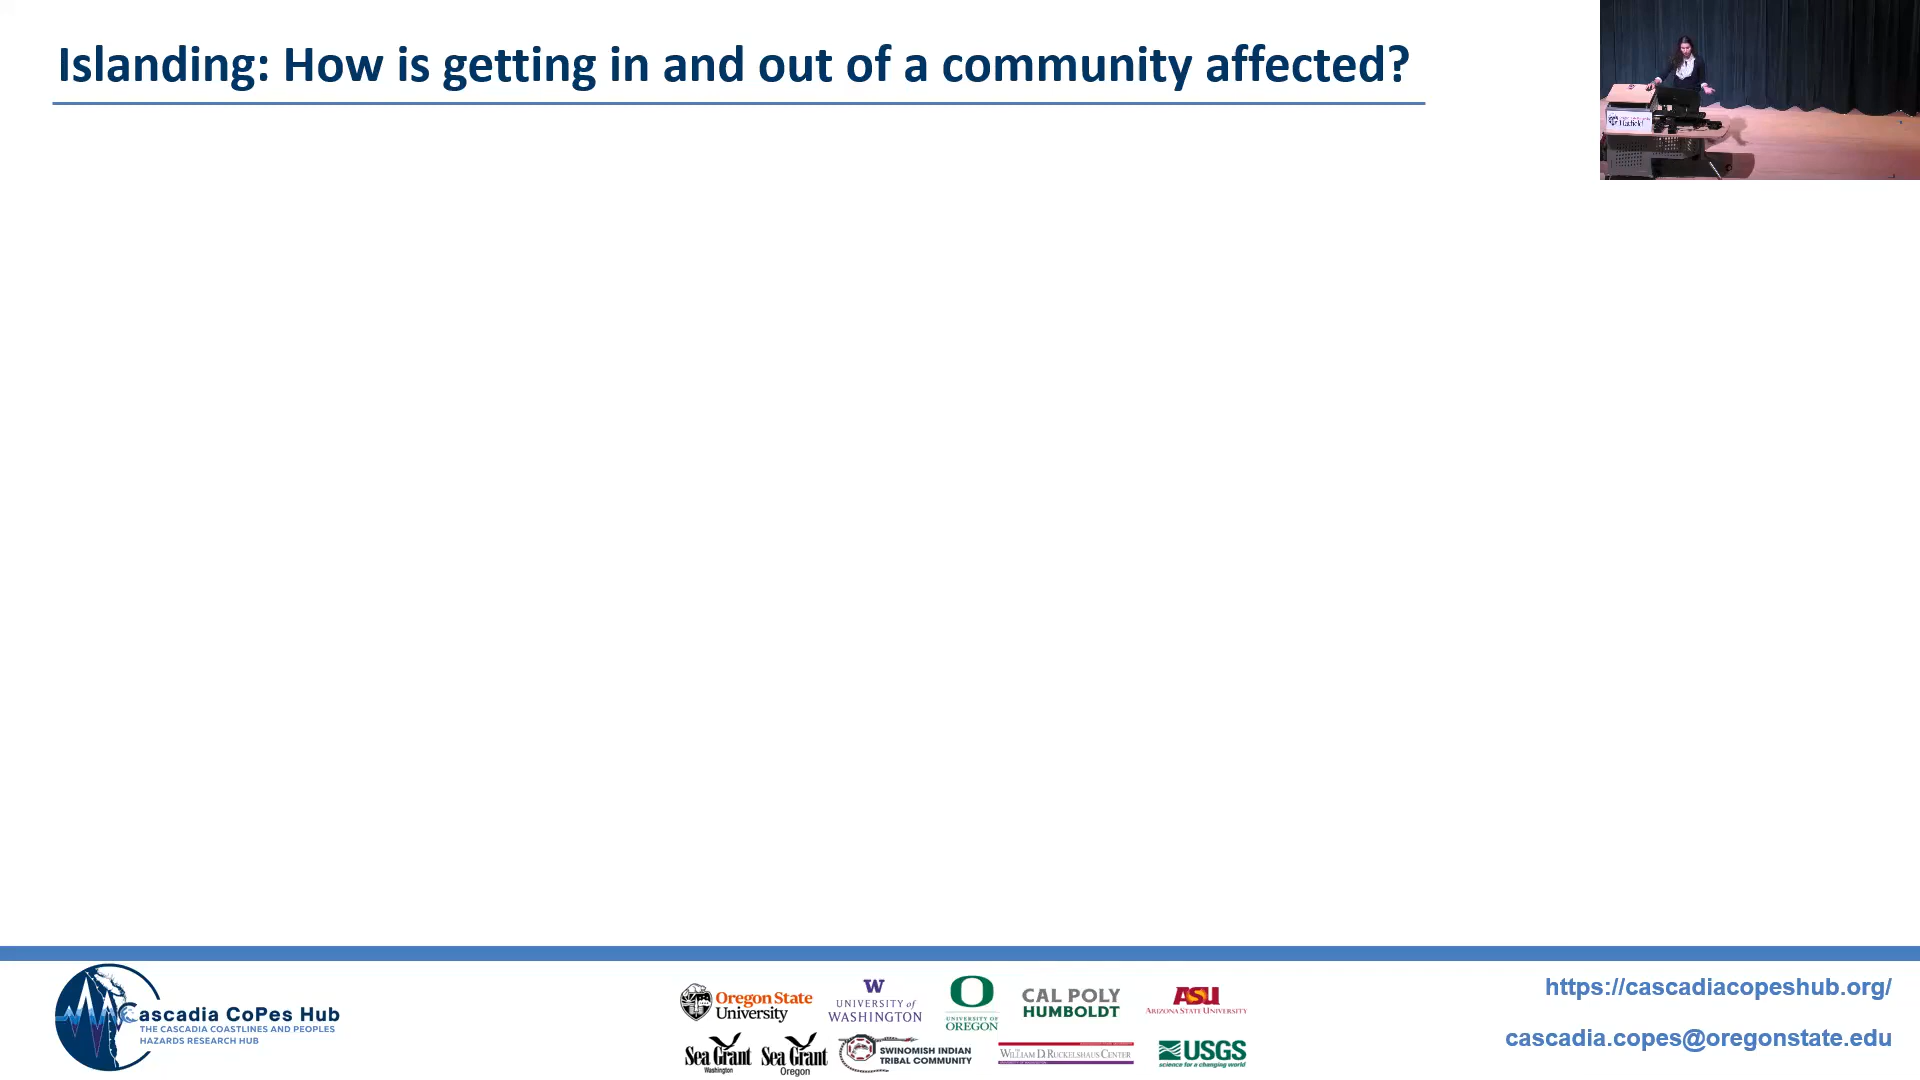 Islanding: How is getting in and out of a community affected?
Hatfield
Cascadia CoPes Hub
THE CASCADIA COASTLINES AND PEOPLES
HAZARDS RESEARCH HUB
Oregon State
University
W
UNIVERSITY of
WASHINGTON
O
UNIVERSITY OF
OREGON
CAL POLY
HUMBOLDT
ASU
ARIZONA STATE UNIVERSITY
Sea Grant
Washington
Sea Grant
Oregon
SWINOMISH INDIAN
TRIBAL COMMUNITY
WILLIAM D. RUCKELSHAUS CENTER
USGS
science for a changing world
https://cascadiacopeshub.org/
cascadia.copes@oregonstate.edu